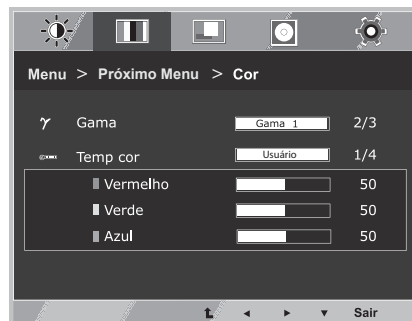 Menu > Próximo Menu > Cor
γ Gama Gama 1 2/3
Temp cor Usuário 1/4
Vermelho 50
Verde 50
Azul 50
Sair